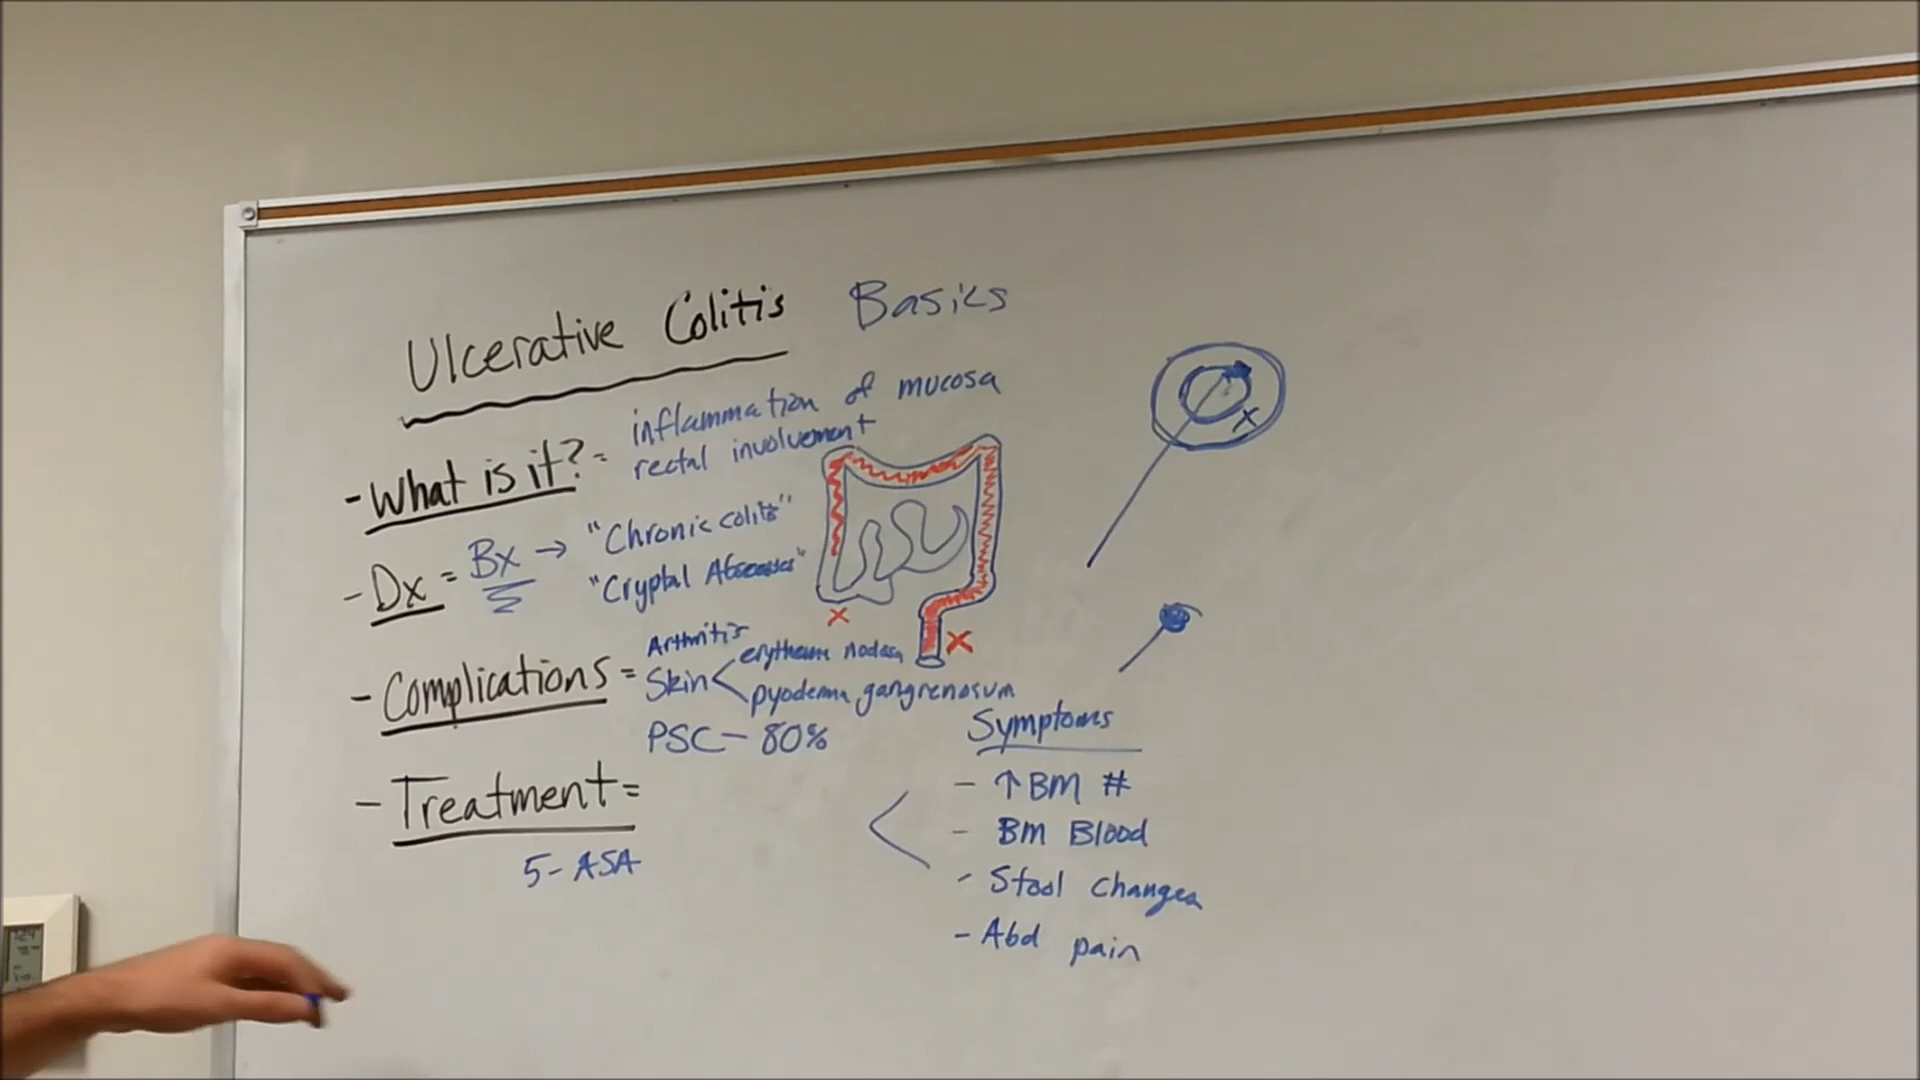 Ulcerative Colitis Basics
- What is it? = inflammation of mucosa
rectal involvement
- Dx = Bx → "Chronic colitis"
"Cryptal Abscesses"
- Complications = Arthritis
Skin < erythema nodosa
pyoderma gangrenosum
PSC - 80%
- Treatment =
5-ASA
Symptoms
- ↑ BM #
- BM Blood
- Stool changes
- Abd pain
X
X
X